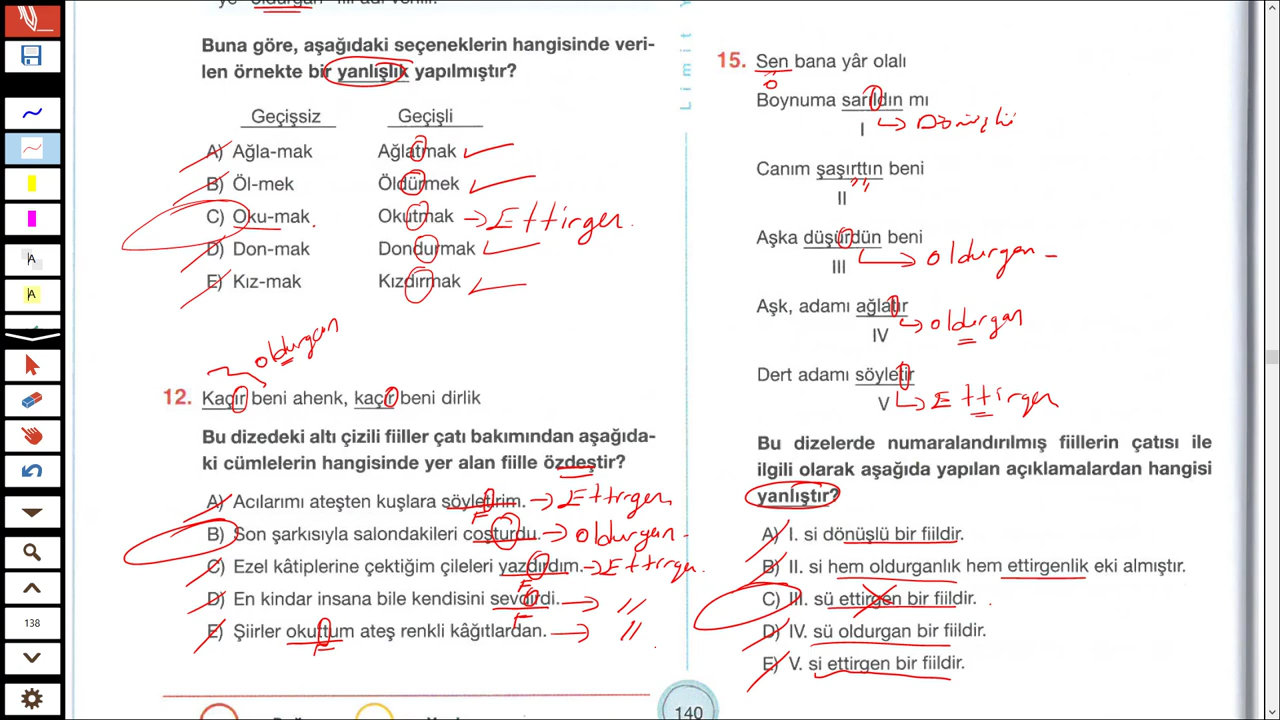 ye oldurgan fiil adı verilir.
Buna göre, aşağıdaki seçeneklerin hangisinde veri-
len örnekte bir yanlışlık yapılmıştır?
Geçişsiz Geçişli
A) Ağla-mak Ağlatmak
B) Öl-mek Öldürmek
C) Oku-mak Okutmak → Ettirgen.
D) Don-mak Dondurmak
E) Kız-mak Kızdırmak
oldurgan
12. Kaçır beni ahenk, kaçır beni dirlik
Bu dizedeki altı çizili fiiller çatı bakımından aşağıda-
ki cümlelerin hangisinde yer alan fiille özdeştir?
A) Acılarımı ateşten kuşlara söyletirim. → Ettirgen
B) Son şarkısıyla salondakileri coşturdu. → oldurgan
C) Ezel kâtiplerine çektiğim çileleri yazdırdım. → Ettirgen
D) En kindar insana bile kendisini sevdirdi. → //
E) Şiirler okuttum ateş renkli kâğıtlardan. → //
Limit Y
15. Sen bana yâr olalı
Ö
Boynuma sarıldın mı
I → Dönüşlü
Canım şaşırttın beni
II
Aşka düşürdün beni
III → oldurgan
Aşk, adamı ağlatır
IV → oldurgan
Dert adamı söyletir
V → Ettirgen
Bu dizelerde numaralandırılmış fiillerin çatısı ile
ilgili olarak aşağıda yapılan açıklamalardan hangisi
yanlıştır?
A) I. si dönüşlü bir fiildir.
B) II. si hem oldurganlık hem ettirgenlik eki almıştır.
C) III. sü ettirgen bir fiildir.
D) IV. sü oldurgan bir fiildir.
E) V. si ettirgen bir fiildir.
140
A
A
138